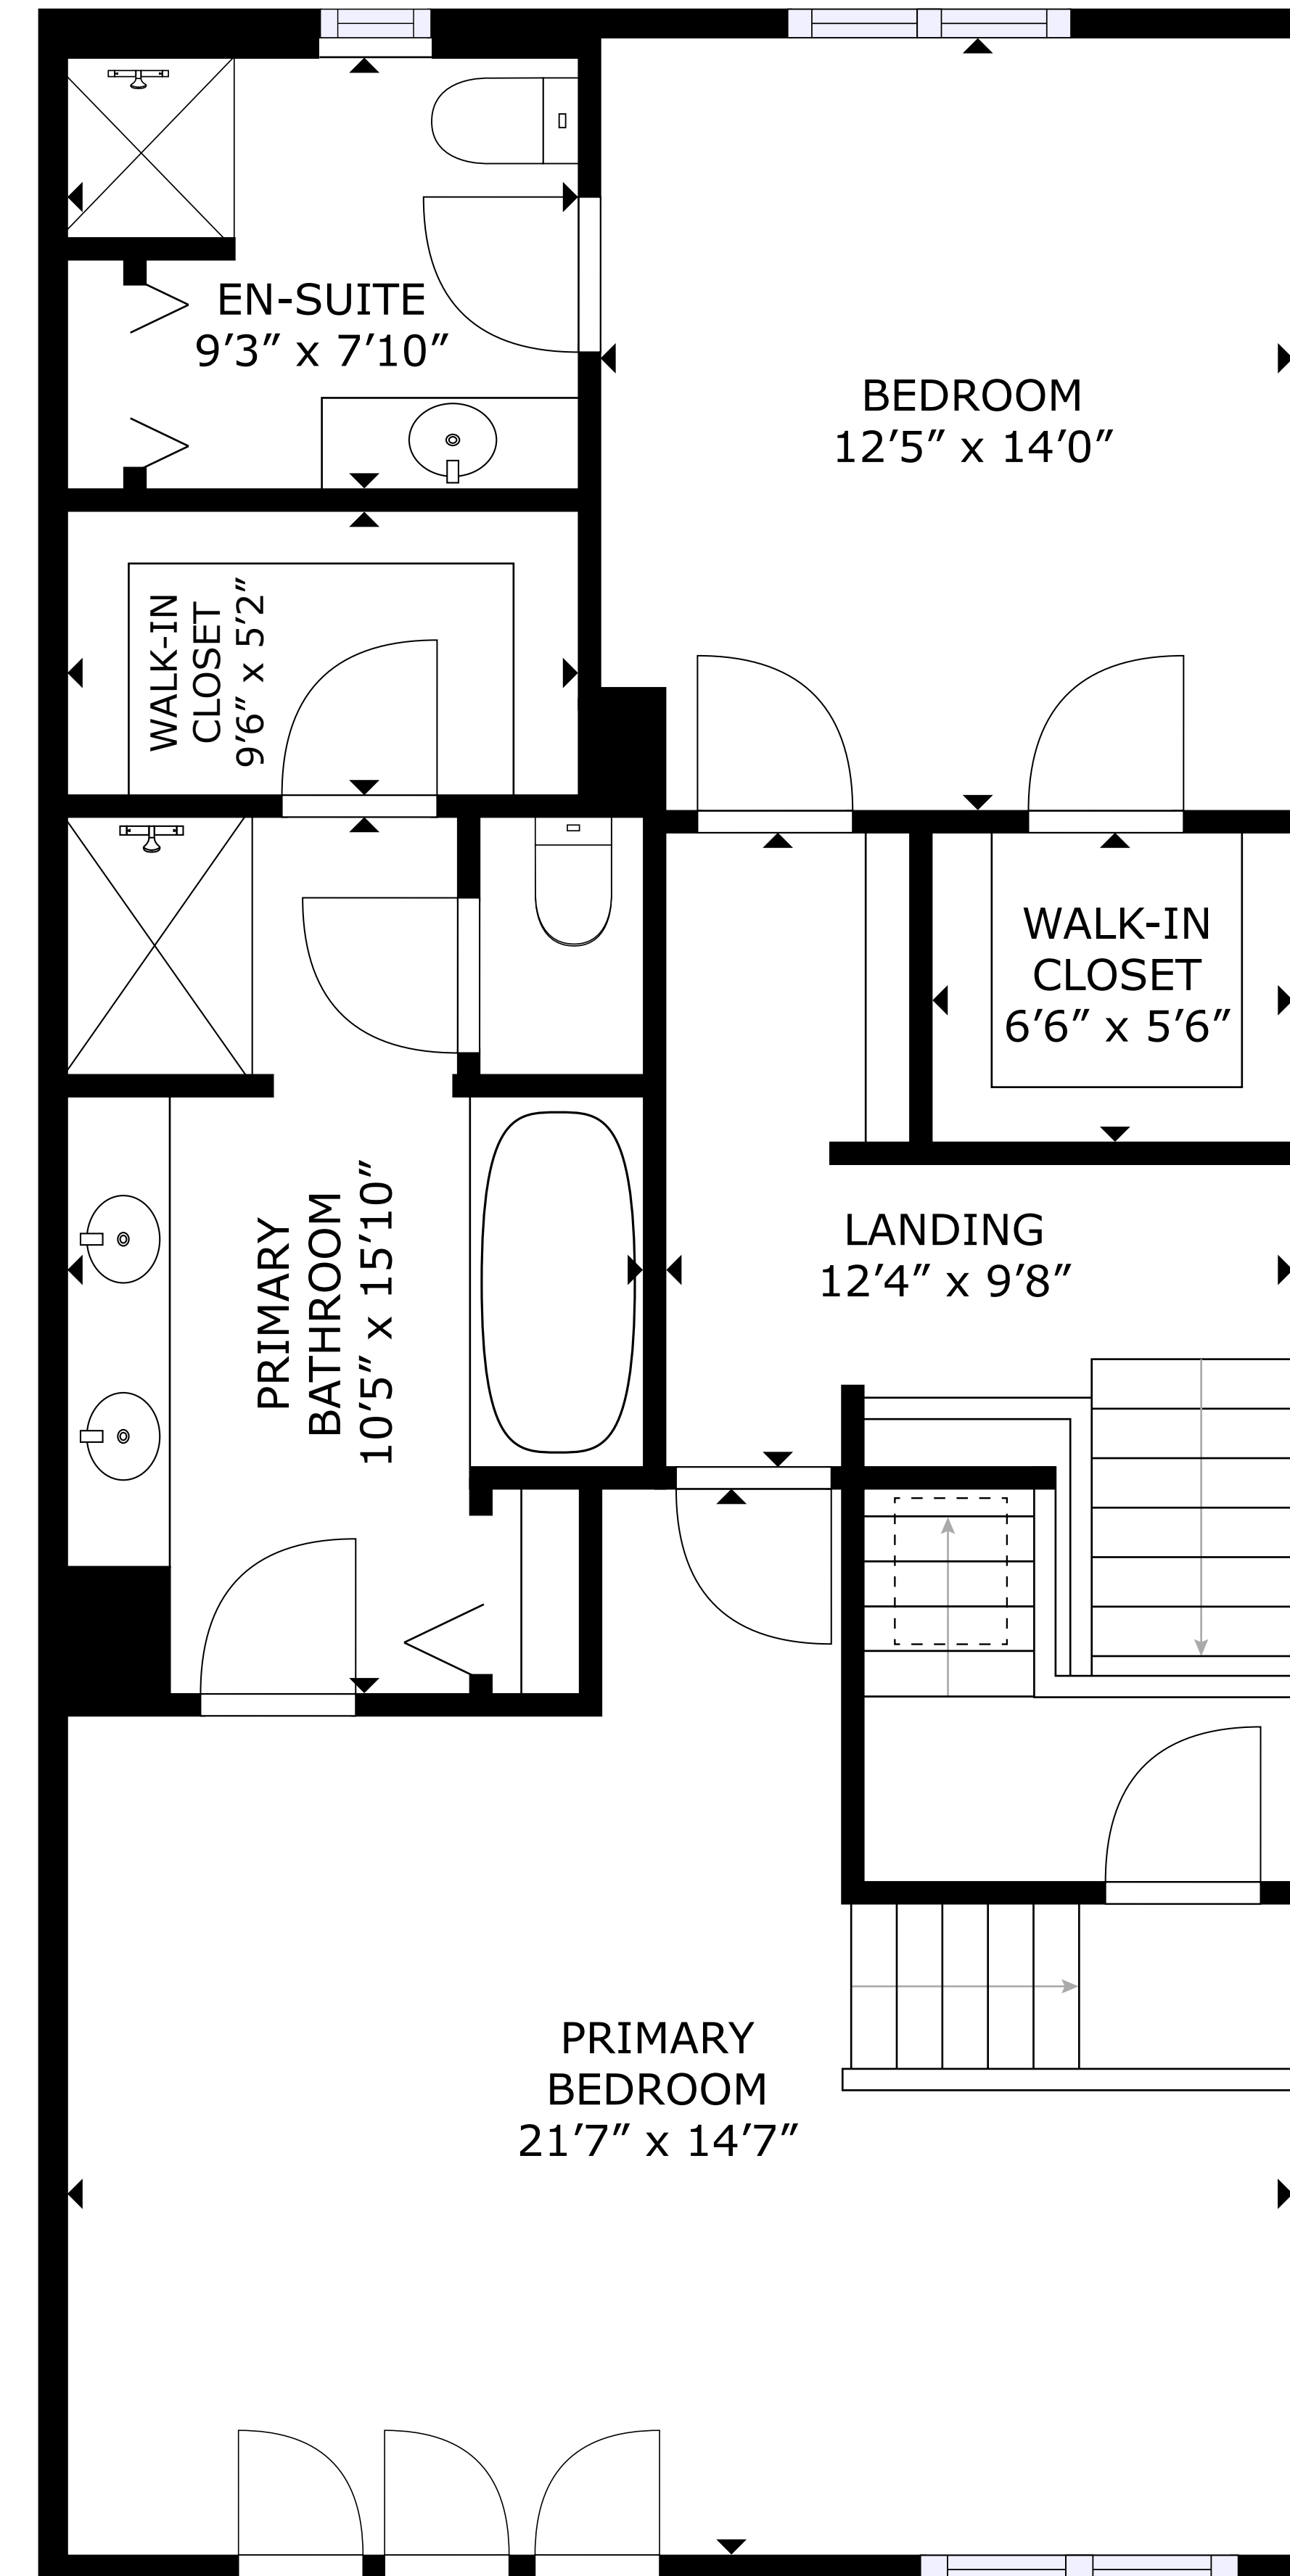 EN-SUITE
9’3” x 7’10”
BEDROOM
12’5” x 14’0”
WALK-IN
CLOSET
9’6” x 5’2”
WALK-IN
CLOSET
6’6” x 5’6”
LANDING
12’4” x 9’8”
PRIMARY
BATHROOM
10’5” x 15’10”
PRIMARY
BEDROOM
21’7” x 14’7”